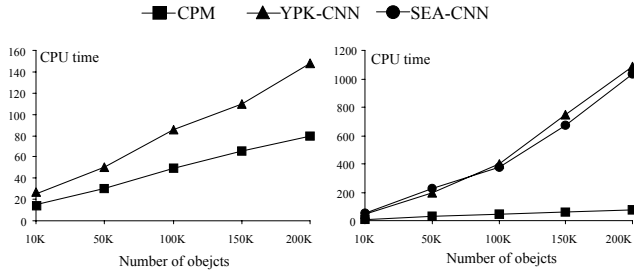 CPM YPK-CNN SEA-CNN
CPU time
160
140
120
100
80
60
40
20
0
10K 50K 100K 150K 200K
Number of obejcts
CPU time
1200
1000
800
600
400
200
0
10K 50K 100K 150K 200K
Number of obejcts